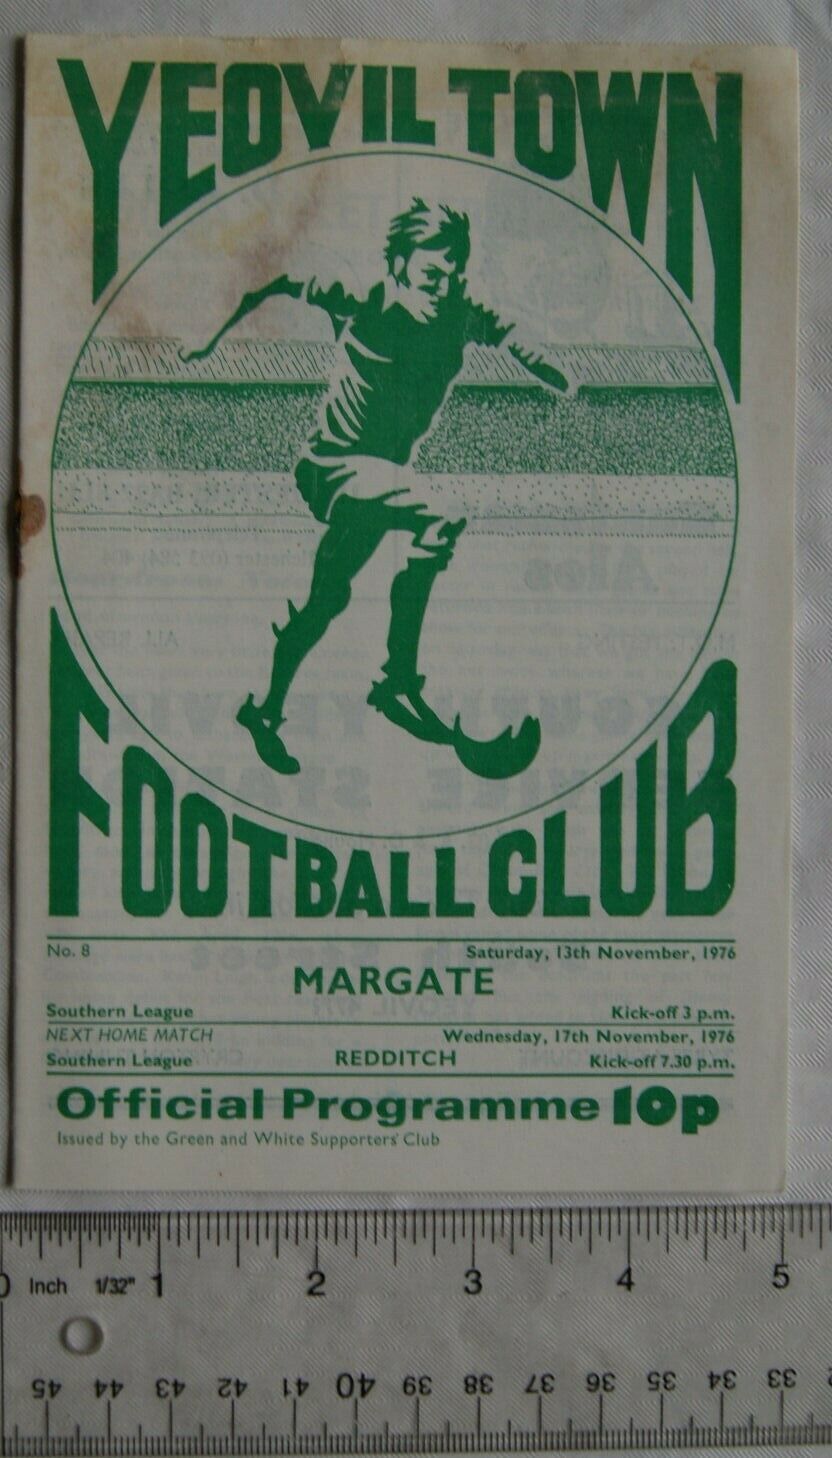 YEOVIL TOWN
FOOTBALL CLUB
No. 8 Saturday, 13th November, 1976
MARGATE
Southern League Kick-off 3 p.m.
NEXT HOME MATCH Wednesday, 17th November, 1976
Southern League REDDITCH Kick-off 7.30 p.m.
Official Programme 10p
Issued by the Green and White Supporters' Club
0 Inch 1/32" 1 2 3 4 5
45 44 43 42 41 40 39 38 37 36 35 34 33